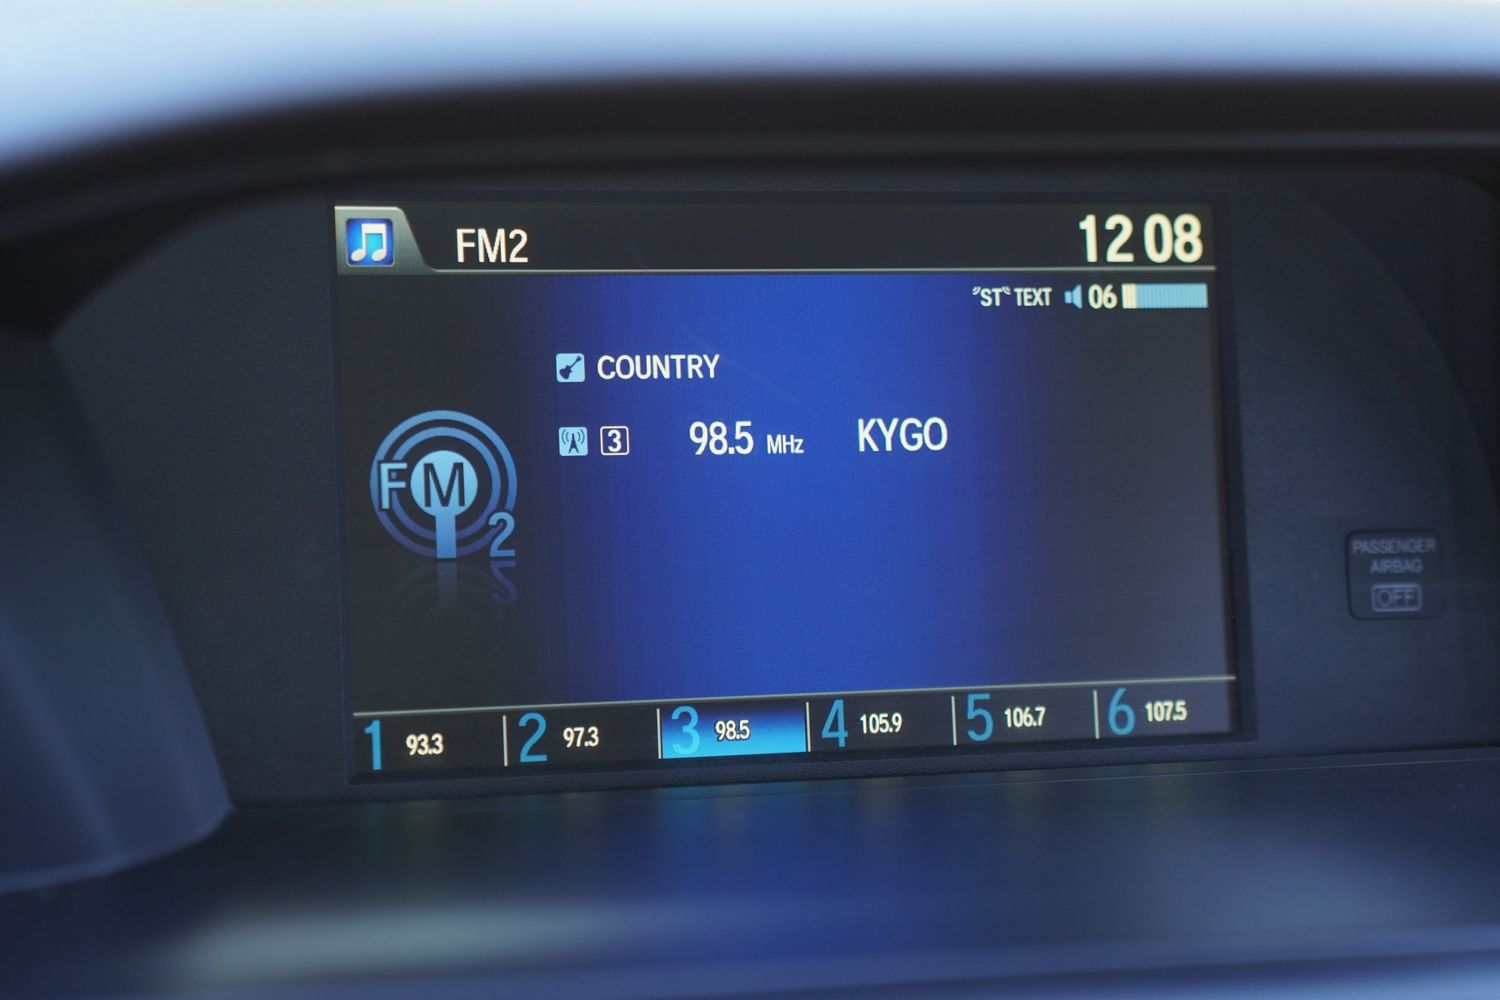 FM2
12 08
"ST" TEXT 06
COUNTRY
3 98.5 MHz KYGO
FM
2
1 93.3 2 97.3 3 98.5 4 105.9 5 106.7 6 107.5
PASSENGER
AIRBAG
OFF